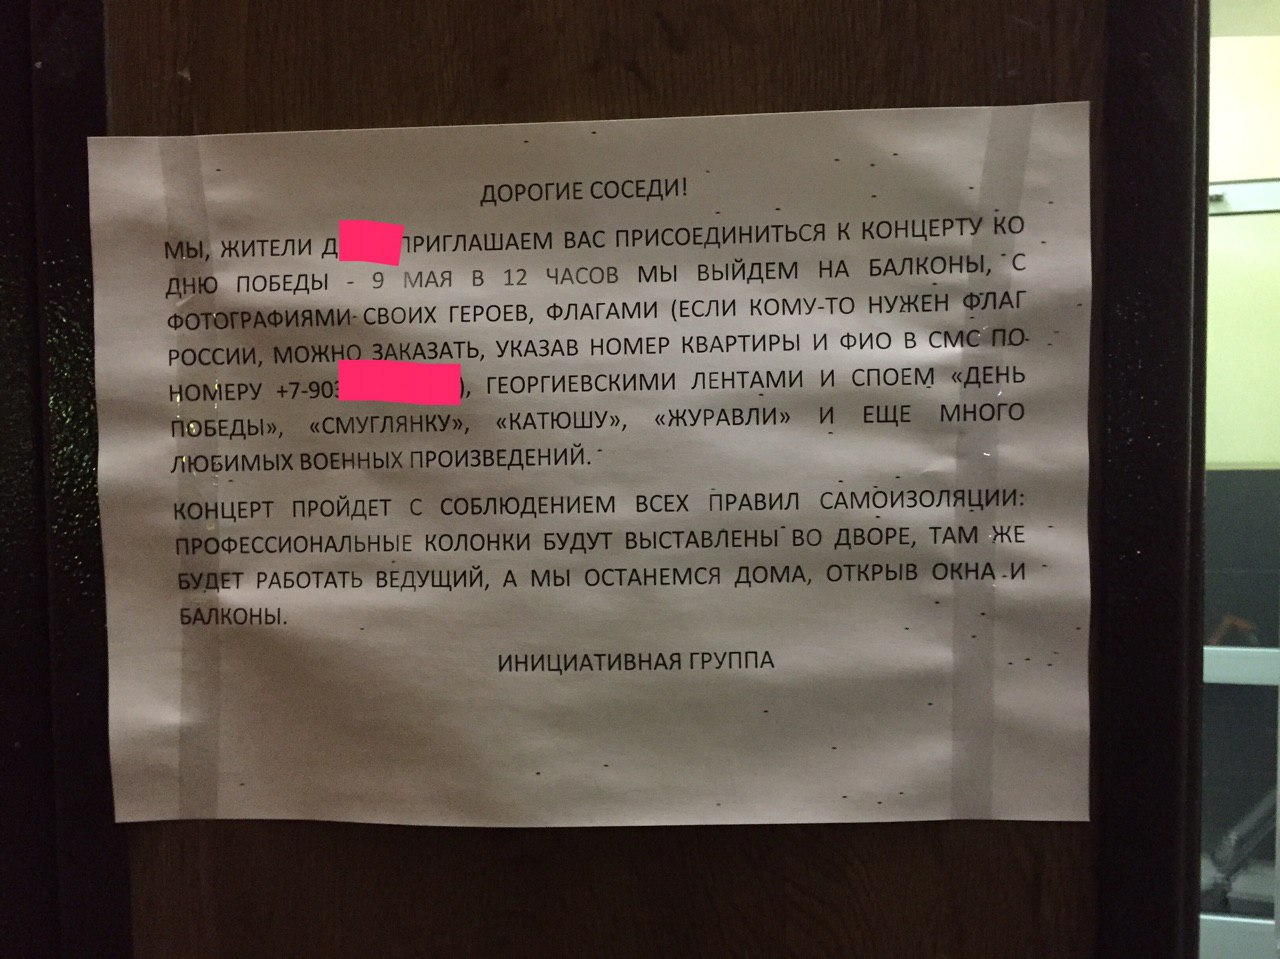 ДОРОГИЕ СОСЕДИ!
МЫ, ЖИТЕЛИ Д ПРИГЛАШАЕМ ВАС ПРИСОЕДИНИТЬСЯ К КОНЦЕРТУ КО
ДНЮ ПОБЕДЫ - 9 МАЯ В 12 ЧАСОВ МЫ ВЫЙДЕМ НА БАЛКОНЫ, С
ФОТОГРАФИЯМИ СВОИХ ГЕРОЕВ, ФЛАГАМИ (ЕСЛИ КОМУ-ТО НУЖЕН ФЛАГ
РОССИИ, МОЖНО ЗАКАЗАТЬ, УКАЗАВ НОМЕР КВАРТИРЫ И ФИО В СМС ПО
НОМЕРУ +7-903 ), ГЕОРГИЕВСКИМИ ЛЕНТАМИ И СПОЕМ «ДЕНЬ
ПОБЕДЫ», «СМУГЛЯНКУ», «КАТЮШУ», «ЖУРАВЛИ» И ЕЩЕ МНОГО
ЛЮБИМЫХ ВОЕННЫХ ПРОИЗВЕДЕНИЙ.
КОНЦЕРТ ПРОЙДЕТ С СОБЛЮДЕНИЕМ ВСЕХ ПРАВИЛ САМОИЗОЛЯЦИИ:
ПРОФЕССИОНАЛЬНЫЕ КОЛОНКИ БУДУТ ВЫСТАВЛЕНЫ ВО ДВОРЕ, ТАМ ЖЕ
БУДЕТ РАБОТАТЬ ВЕДУЩИЙ, А МЫ ОСТАНЕМСЯ ДОМА, ОТКРЫВ ОКНА И
БАЛКОНЫ.
ИНИЦИАТИВНАЯ ГРУППА